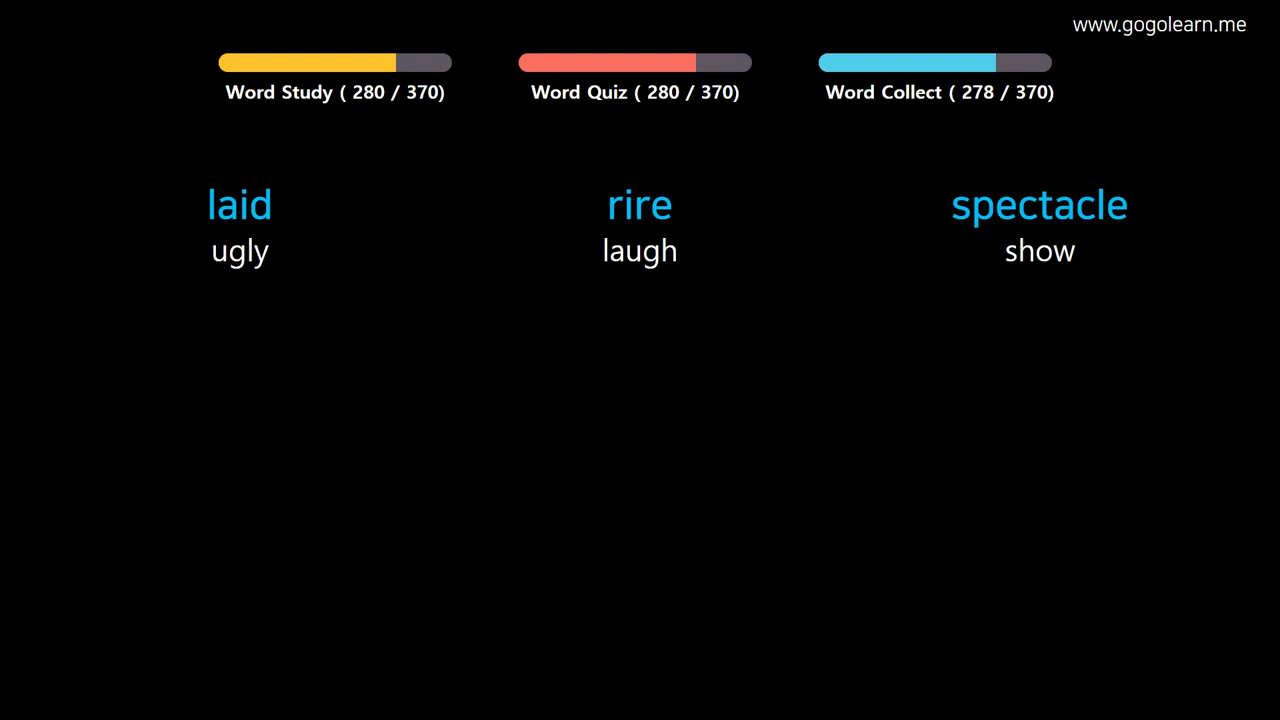 www.gogolearn.me
Word Study ( 280 / 370)
Word Quiz ( 280 / 370)
Word Collect ( 278 / 370)
laid
ugly
rire
laugh
spectacle
show